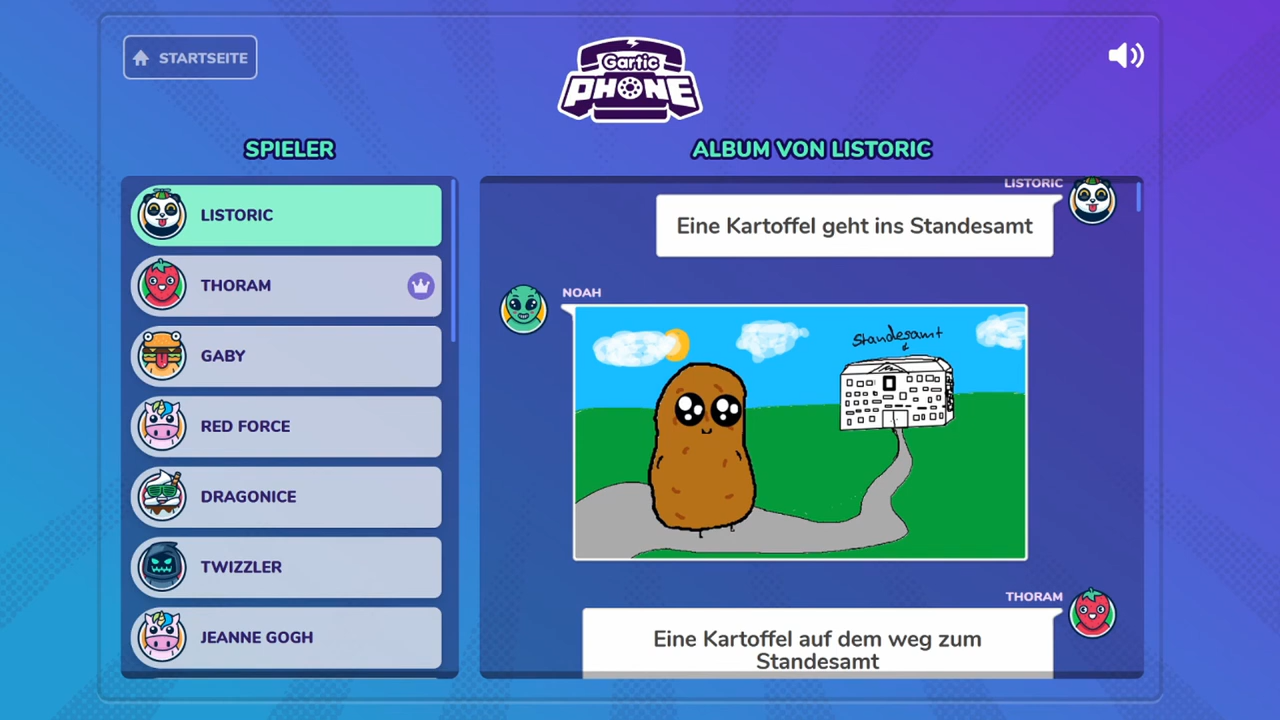 STARTSEITE
Gartic
PHONE
SPIELER
LISTORIC
THORAM
GABY
RED FORCE
DRAGONICE
TWIZZLER
JEANNE GOGH
ALBUM VON LISTORIC
LISTORIC
Eine Kartoffel geht ins Standesamt
NOAH
Standesamt
THORAM
Eine Kartoffel auf dem weg zum
Standesamt